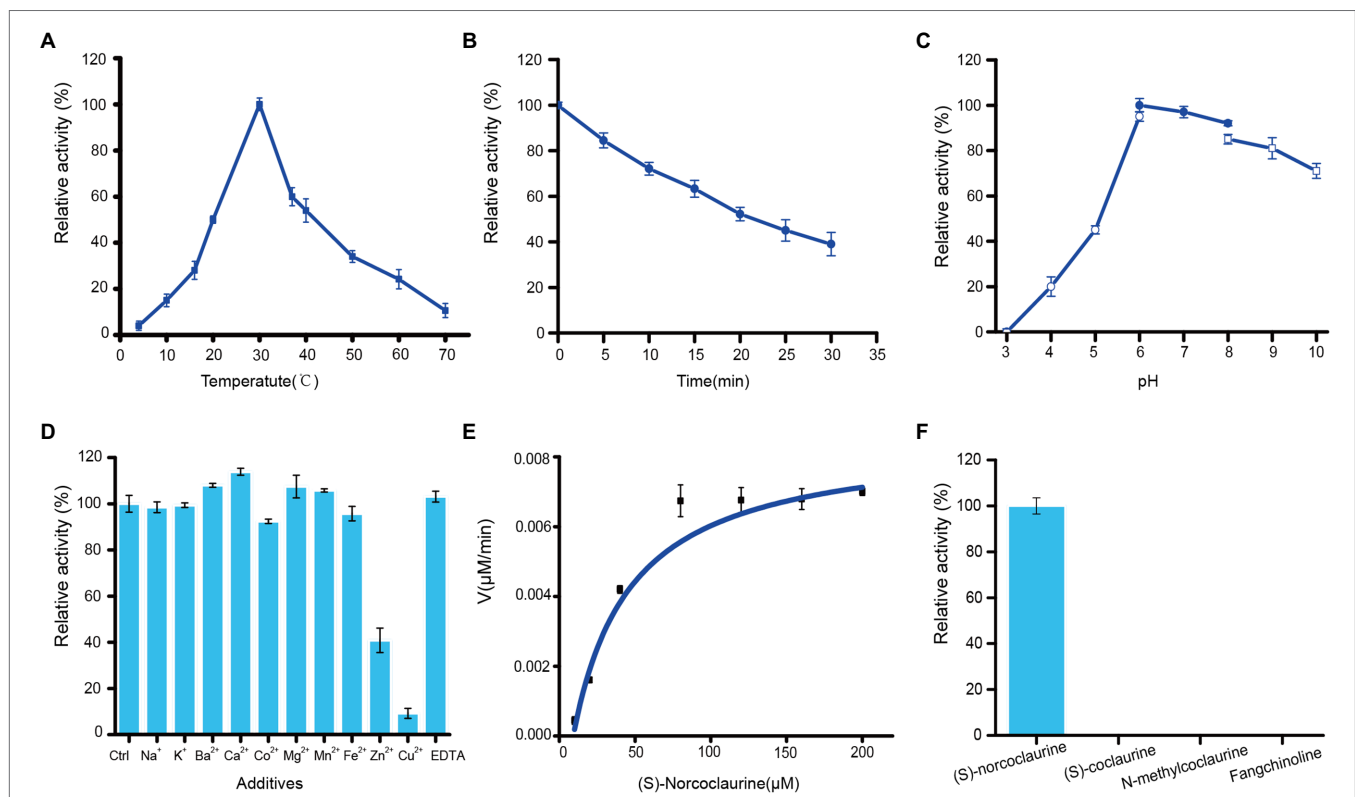 A
Relative activity (%)
120
100
80
60
40
20
0
0 10 20 30 40 50 60 70
Temperatute(℃)
B
Relative activity (%)
120
100
80
60
40
20
0
0 5 10 15 20 25 30 35
Time(min)
C
Relative activity (%)
120
100
80
60
40
20
0
3 4 5 6 7 8 9 10
pH
D
Relative activity (%)
120
100
80
60
40
20
0
Ctrl Na⁺ K⁺ Ba²⁺ Ca²⁺ Co²⁺ Mg²⁺ Mn²⁺ Fe²⁺ Zn²⁺ Cu²⁺ EDTA
Additives
E
V(µM/min)
0.008
0.006
0.004
0.002
0.000
0 50 100 150 200
(S)-Norcoclaurine(µM)
F
Relative activity (%)
120
100
80
60
40
20
0
(S)-norcoclaurine
(S)-coclaurine
N-methylcoclaurine
Fangchinoline